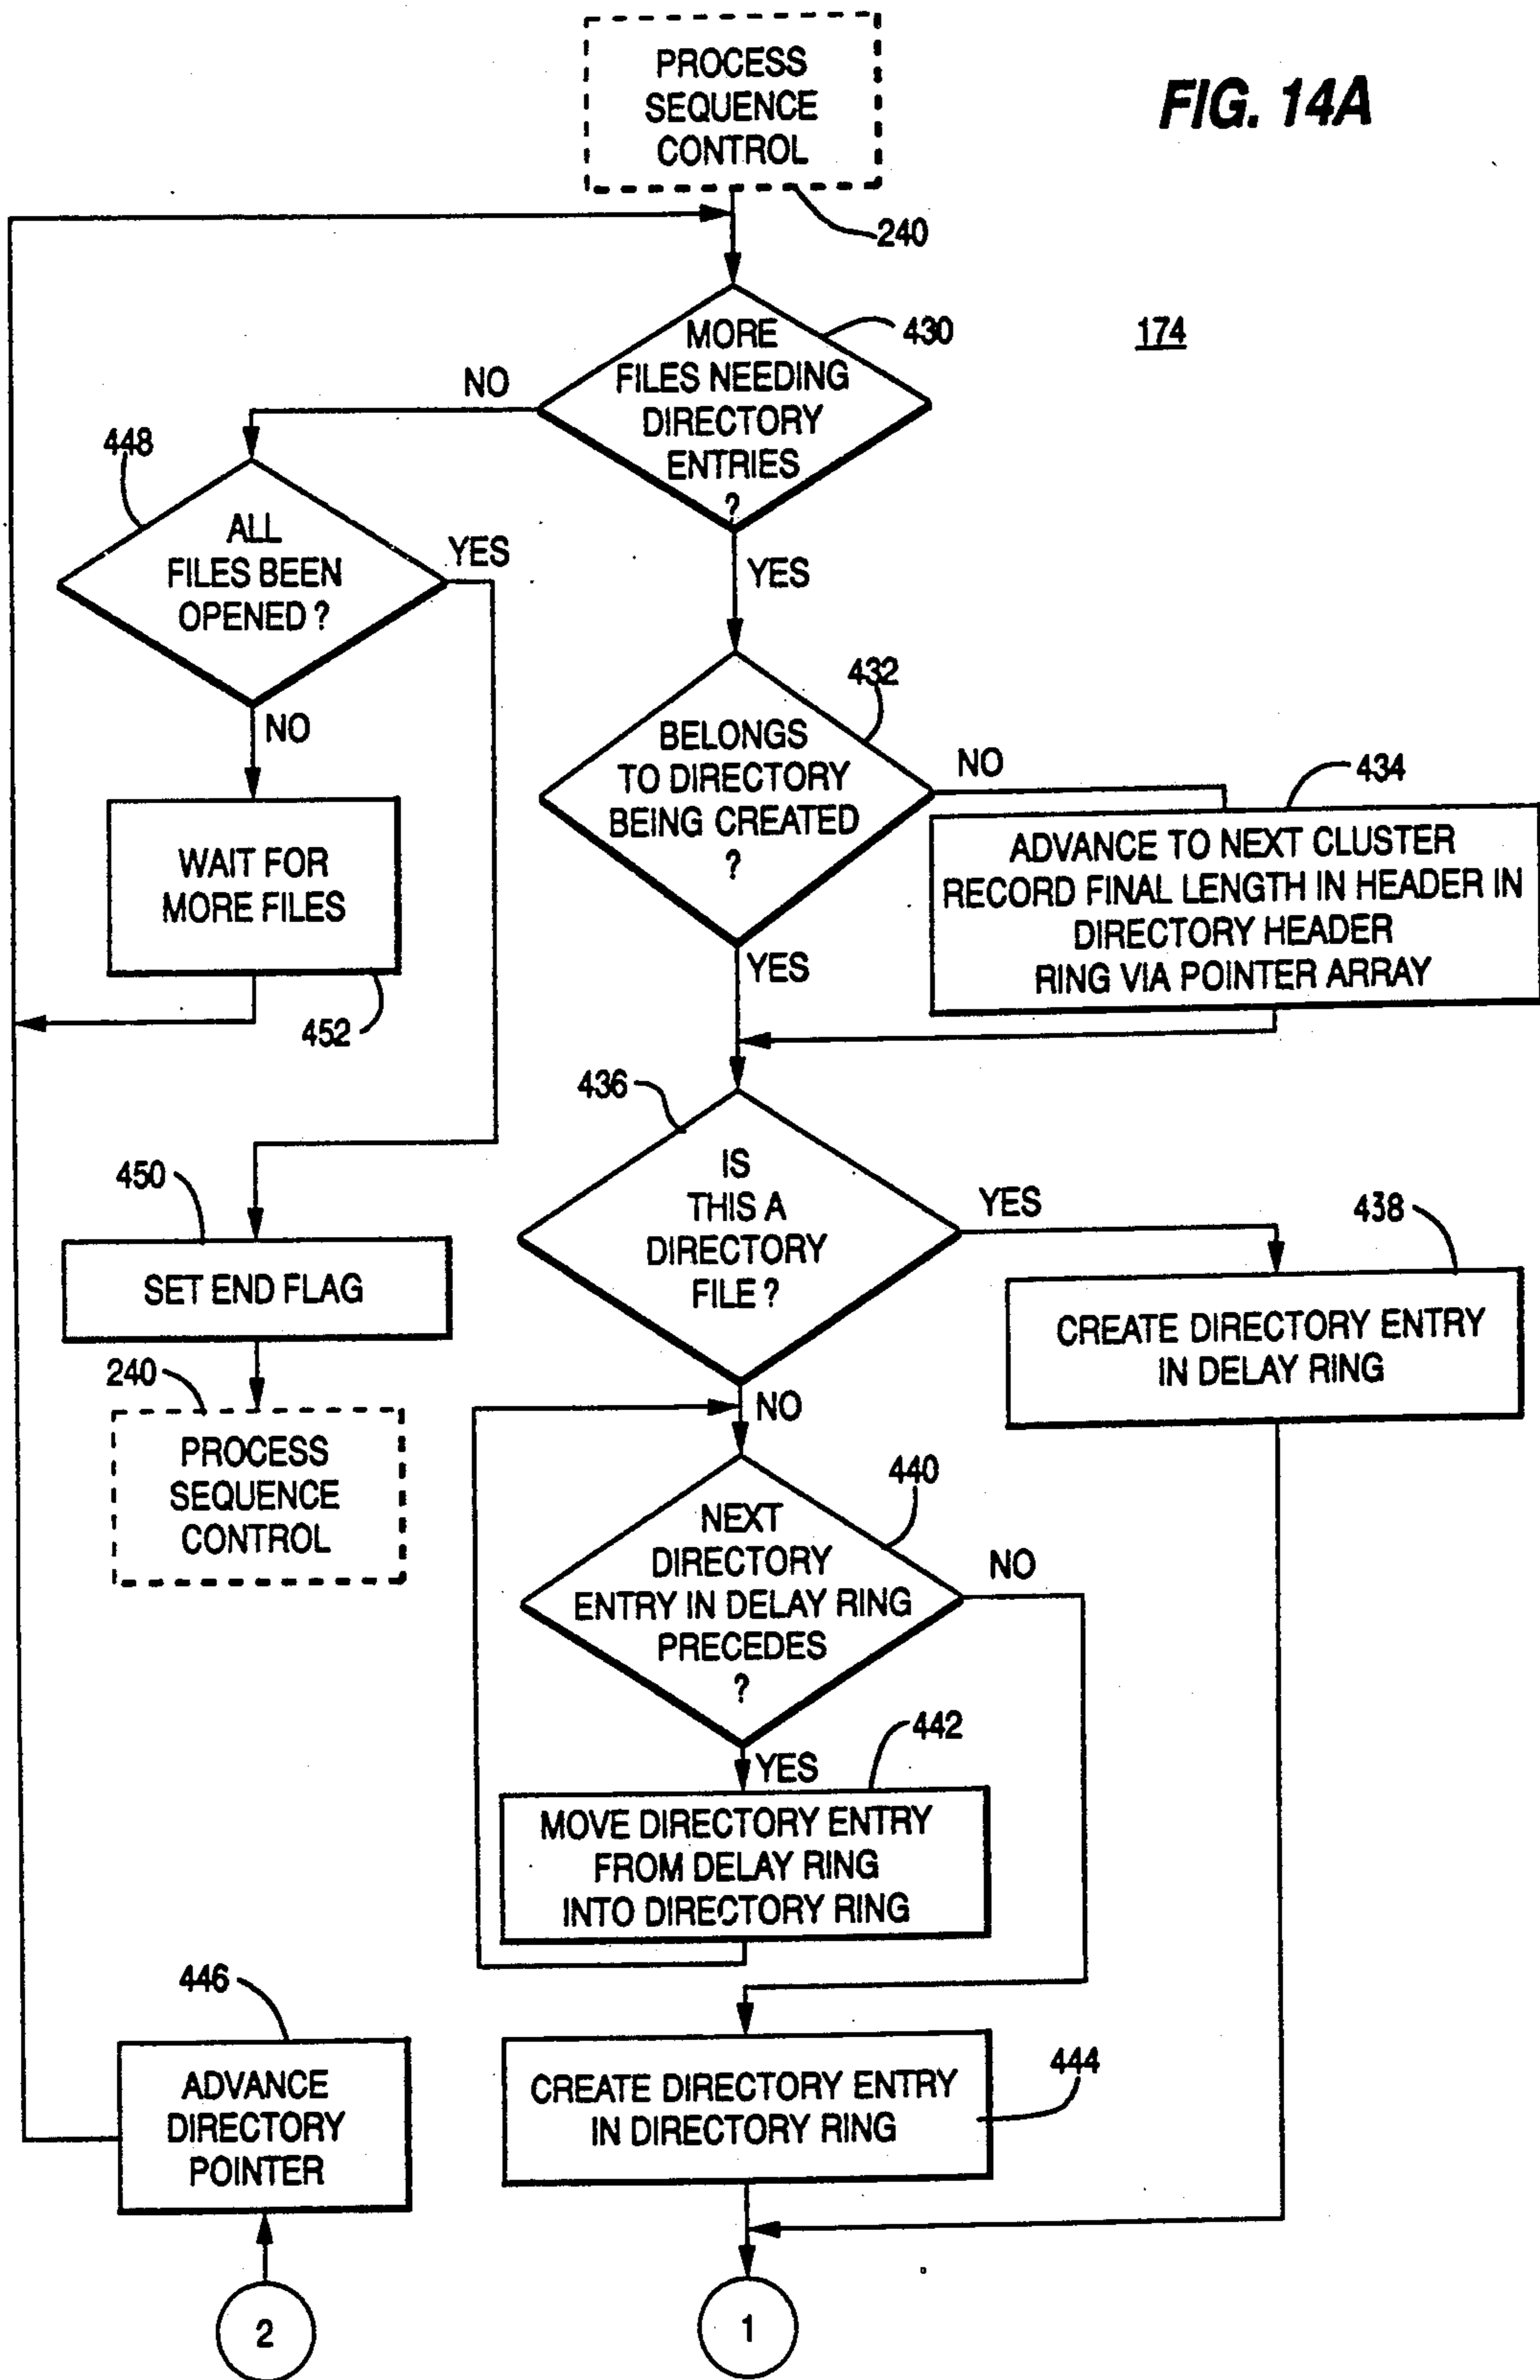 PROCESS
SEQUENCE
CONTROL
FIG. 14A
240
174
MORE
FILES NEEDING
DIRECTORY
ENTRIES
?
430
NO
YES
448
ALL
FILES BEEN
OPENED ?
YES
NO
432
BELONGS
TO DIRECTORY
BEING CREATED
?
NO
YES
434
ADVANCE TO NEXT CLUSTER
RECORD FINAL LENGTH IN HEADER IN
DIRECTORY HEADER
RING VIA POINTER ARRAY
WAIT FOR
MORE FILES
452
436
IS
THIS A
DIRECTORY
FILE ?
YES
NO
438
CREATE DIRECTORY ENTRY
IN DELAY RING
450
SET END FLAG
240
PROCESS
SEQUENCE
CONTROL
440
NEXT
DIRECTORY
ENTRY IN DELAY RING
PRECEDES
?
NO
YES
442
MOVE DIRECTORY ENTRY
FROM DELAY RING
INTO DIRECTORY RING
446
ADVANCE
DIRECTORY
POINTER
444
CREATE DIRECTORY ENTRY
IN DIRECTORY RING
2
1